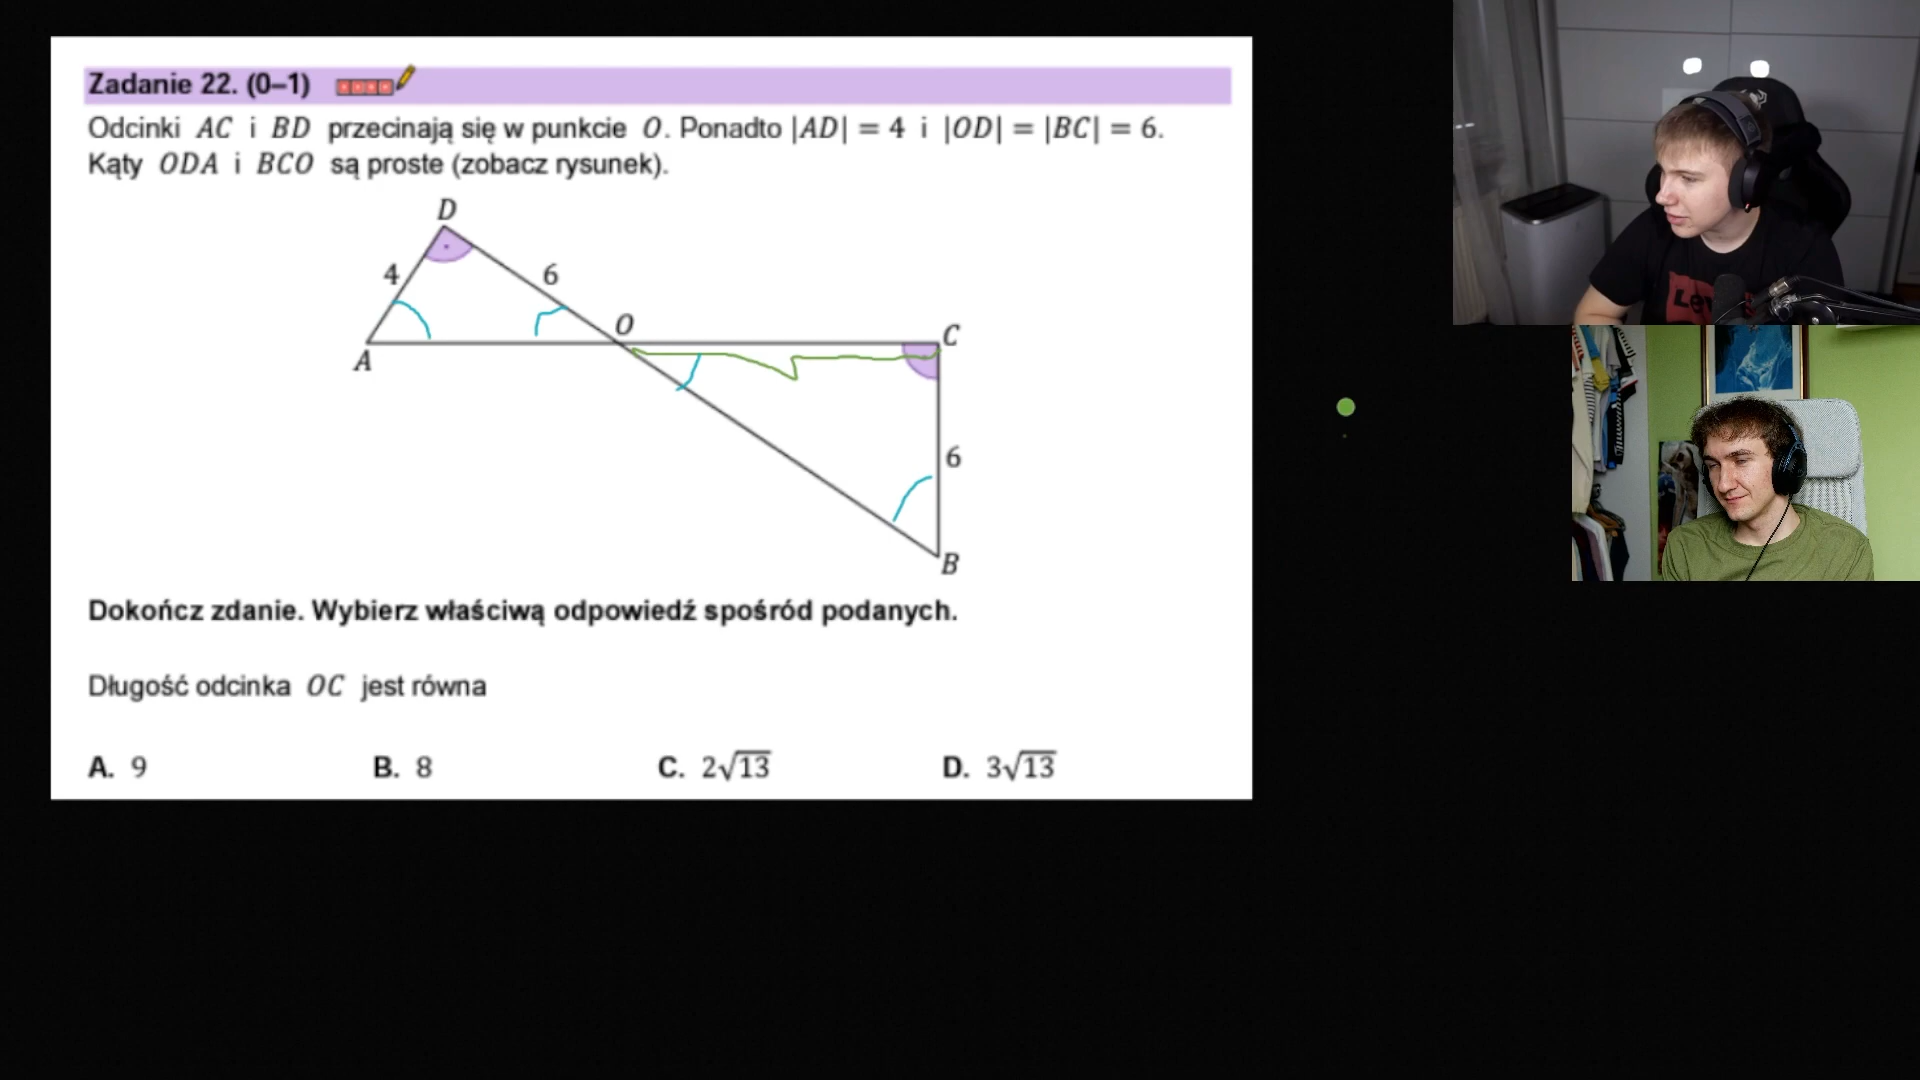 Zadanie 22. (0–1)
Odcinki AC i BD przecinają się w punkcie O. Ponadto |AD| = 4 i |OD| = |BC| = 6.
Kąty ODA i BCO są proste (zobacz rysunek).
D
4
6
O
C
A
6
B
Dokończ zdanie. Wybierz właściwą odpowiedź spośród podanych.
Długość odcinka OC jest równa
A. 9 B. 8 C. 2√13 D. 3√13